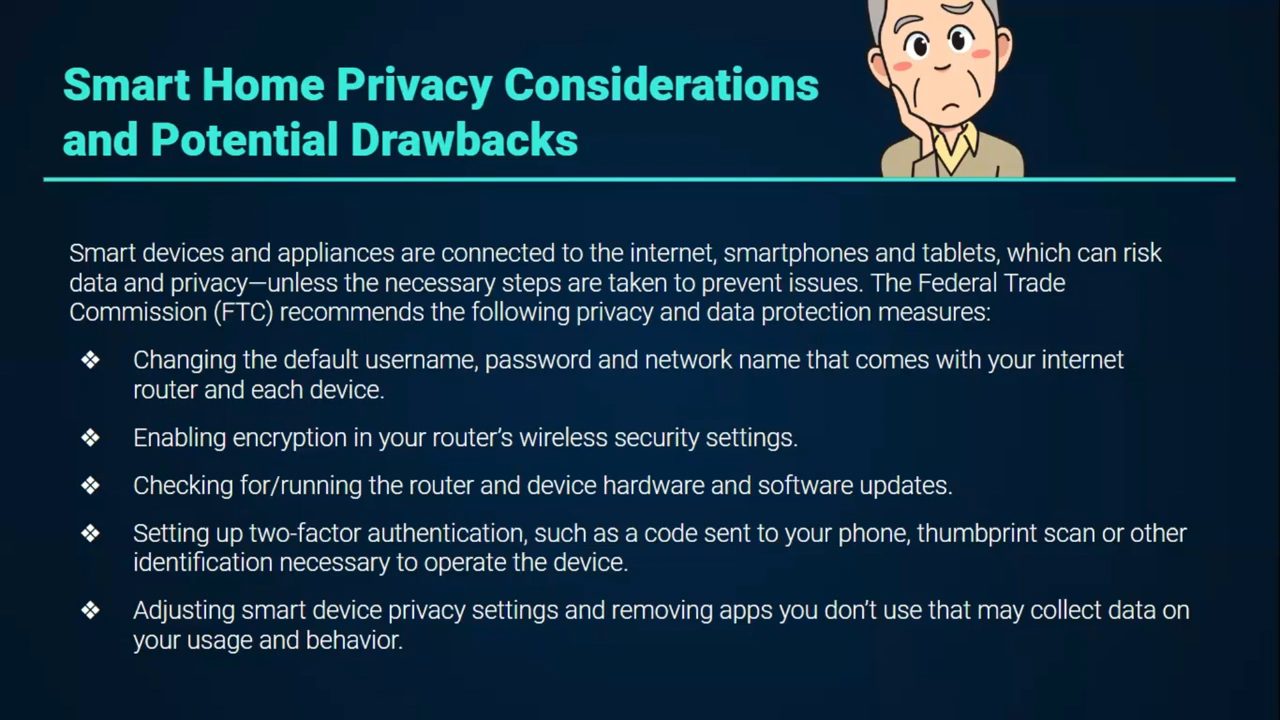 Smart Home Privacy Considerations
and Potential Drawbacks
Smart devices and appliances are connected to the internet, smartphones and tablets, which can risk
data and privacy—unless the necessary steps are taken to prevent issues. The Federal Trade
Commission (FTC) recommends the following privacy and data protection measures:
❖ Changing the default username, password and network name that comes with your internet
router and each device.
❖ Enabling encryption in your router’s wireless security settings.
❖ Checking for/running the router and device hardware and software updates.
❖ Setting up two-factor authentication, such as a code sent to your phone, thumbprint scan or other
identification necessary to operate the device.
❖ Adjusting smart device privacy settings and removing apps you don’t use that may collect data on
your usage and behavior.